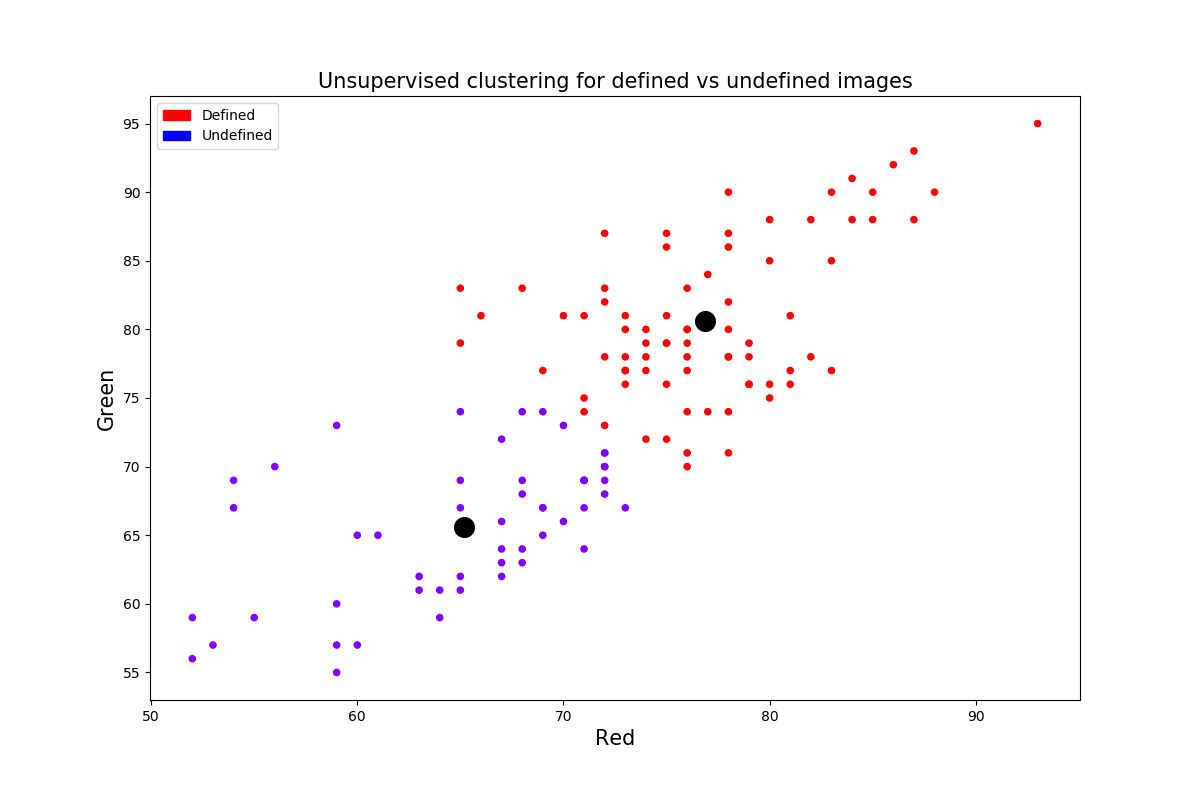 Unsupervised clustering for defined vs undefined images
Defined
Undefined
95
90
85
80
75
70
65
60
55
Green
50 60 70 80 90
Red